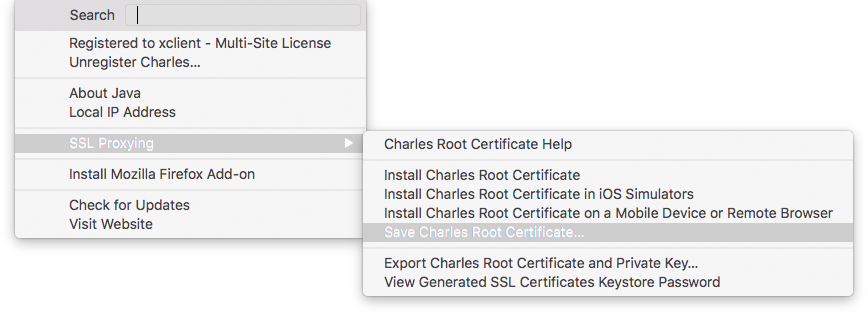 Search
Registered to xclient - Multi-Site License
Unregister Charles...
About Java
Local IP Address
SSL Proxying
Install Mozilla Firefox Add-on
Check for Updates
Visit Website
Charles Root Certificate Help
Install Charles Root Certificate
Install Charles Root Certificate in iOS Simulators
Install Charles Root Certificate on a Mobile Device or Remote Browser
Save Charles Root Certificate...
Export Charles Root Certificate and Private Key...
View Generated SSL Certificates Keystore Password